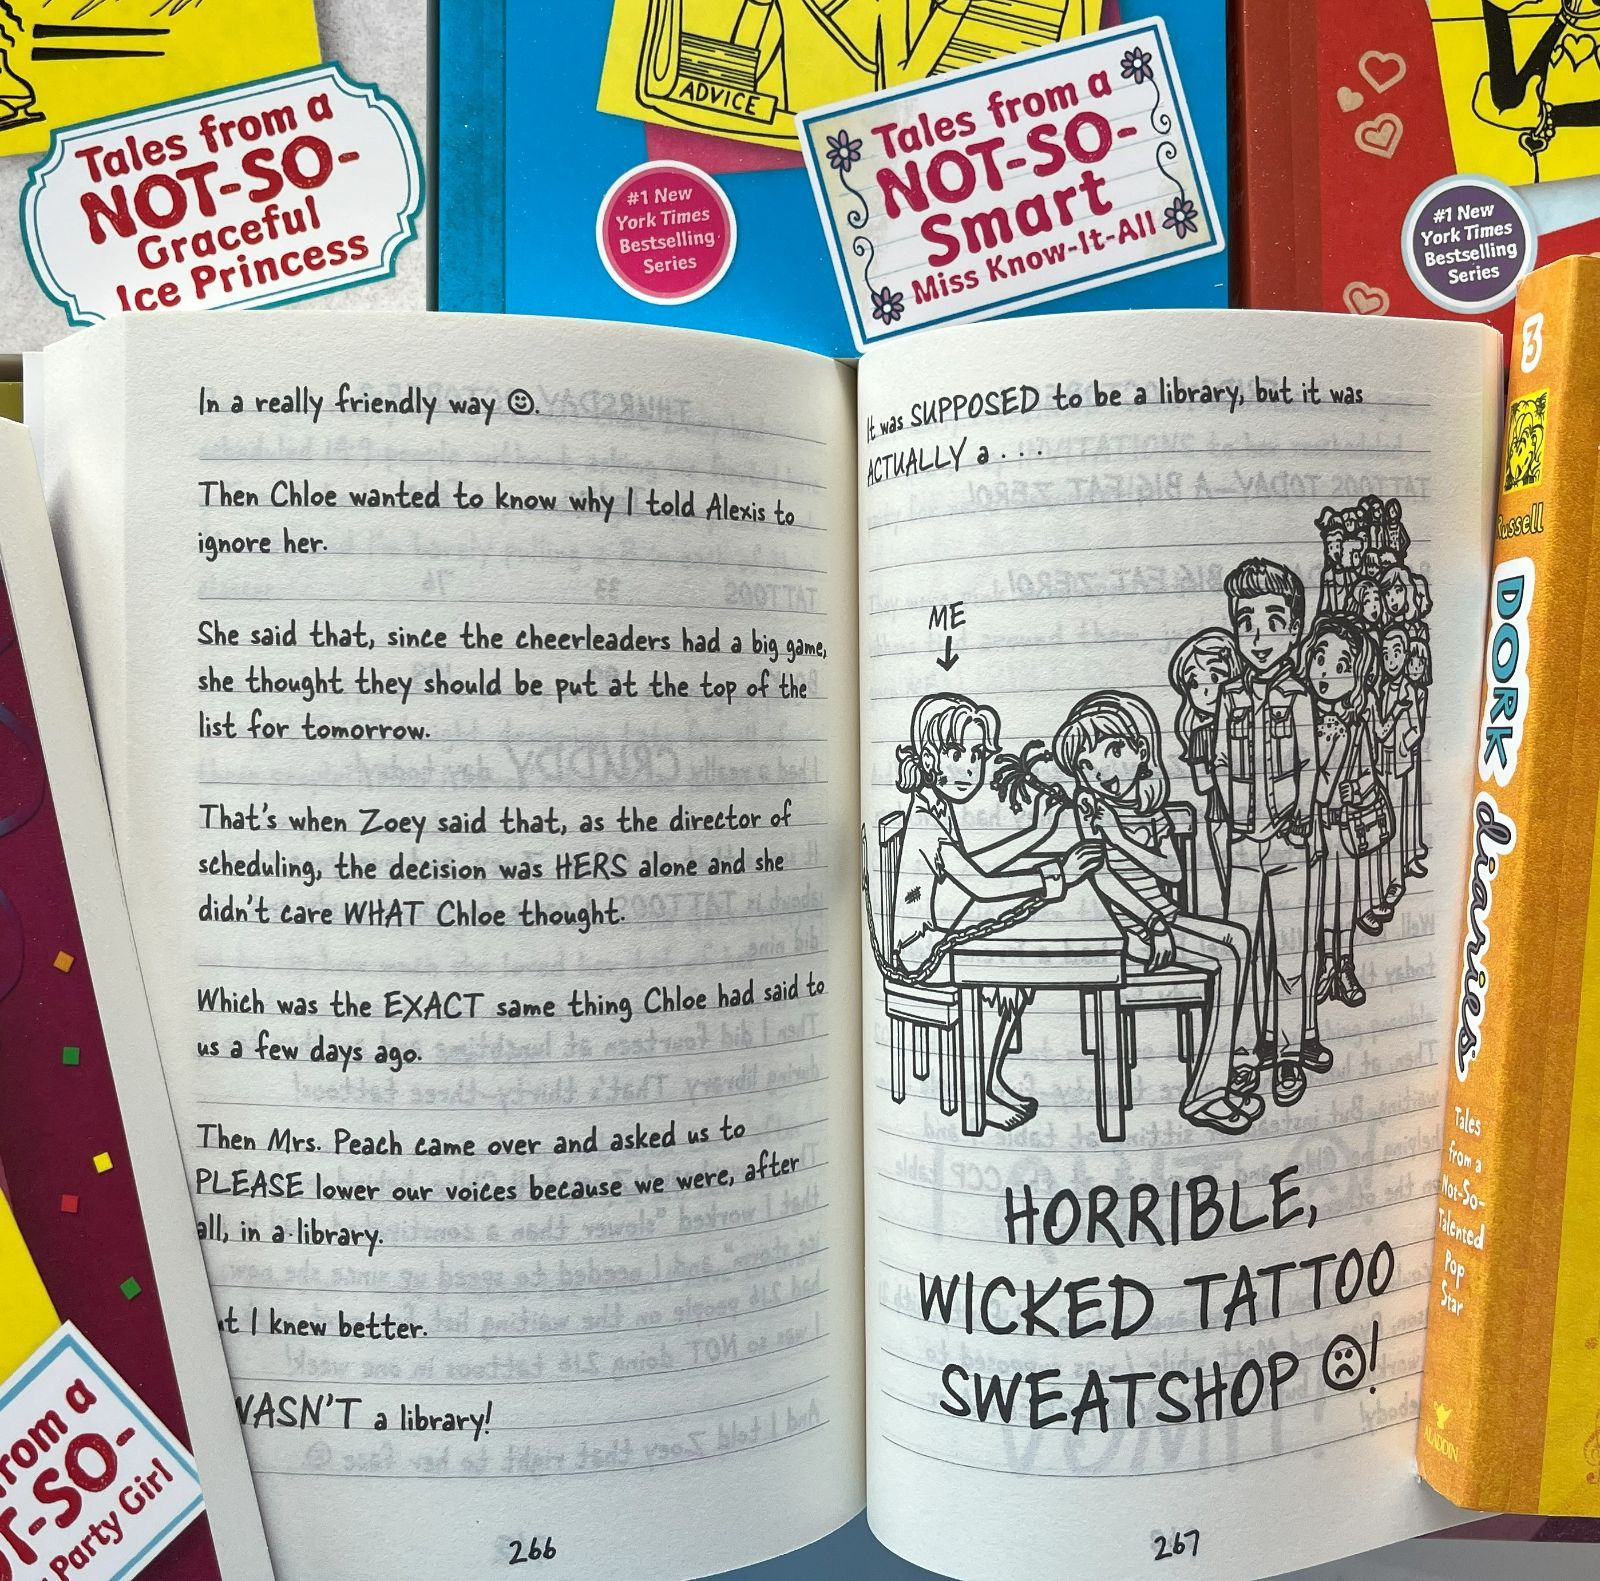 ADVICE
Tales from a
NOT-SO-
Graceful
Ice Princess
#1 New
York Times
Bestselling
Series
Tales from a
NOT-SO-
Smart
Miss Know-It-All
#1 New
York Times
Bestselling
Series
In a really friendly way ☺.
Then Chloe wanted to know why I told Alexis to
ignore her.
She said that, since the cheerleaders had a big game,
she thought they should be put at the top of the
list for tomorrow.
That's when Zoey said that, as the director of
scheduling, the decision was HERS alone and she
didn't care WHAT Chloe thought.
Which was the EXACT same thing Chloe had said to
us a few days ago.
Then Mrs. Peach came over and asked us to
PLEASE lower our voices because we were, after
all, in a library.
I knew better.
WASN'T a library!
266
It was SUPPOSED to be a library, but it was
ACTUALLY a . . .
ME
HORRIBLE,
WICKED TATTOO
SWEATSHOP ☹!
267
3
Russell
DORK diaries
Tales
from a
Not-So-
Talented
Pop
Star
ALADDIN
from a
-SO-
Party Girl